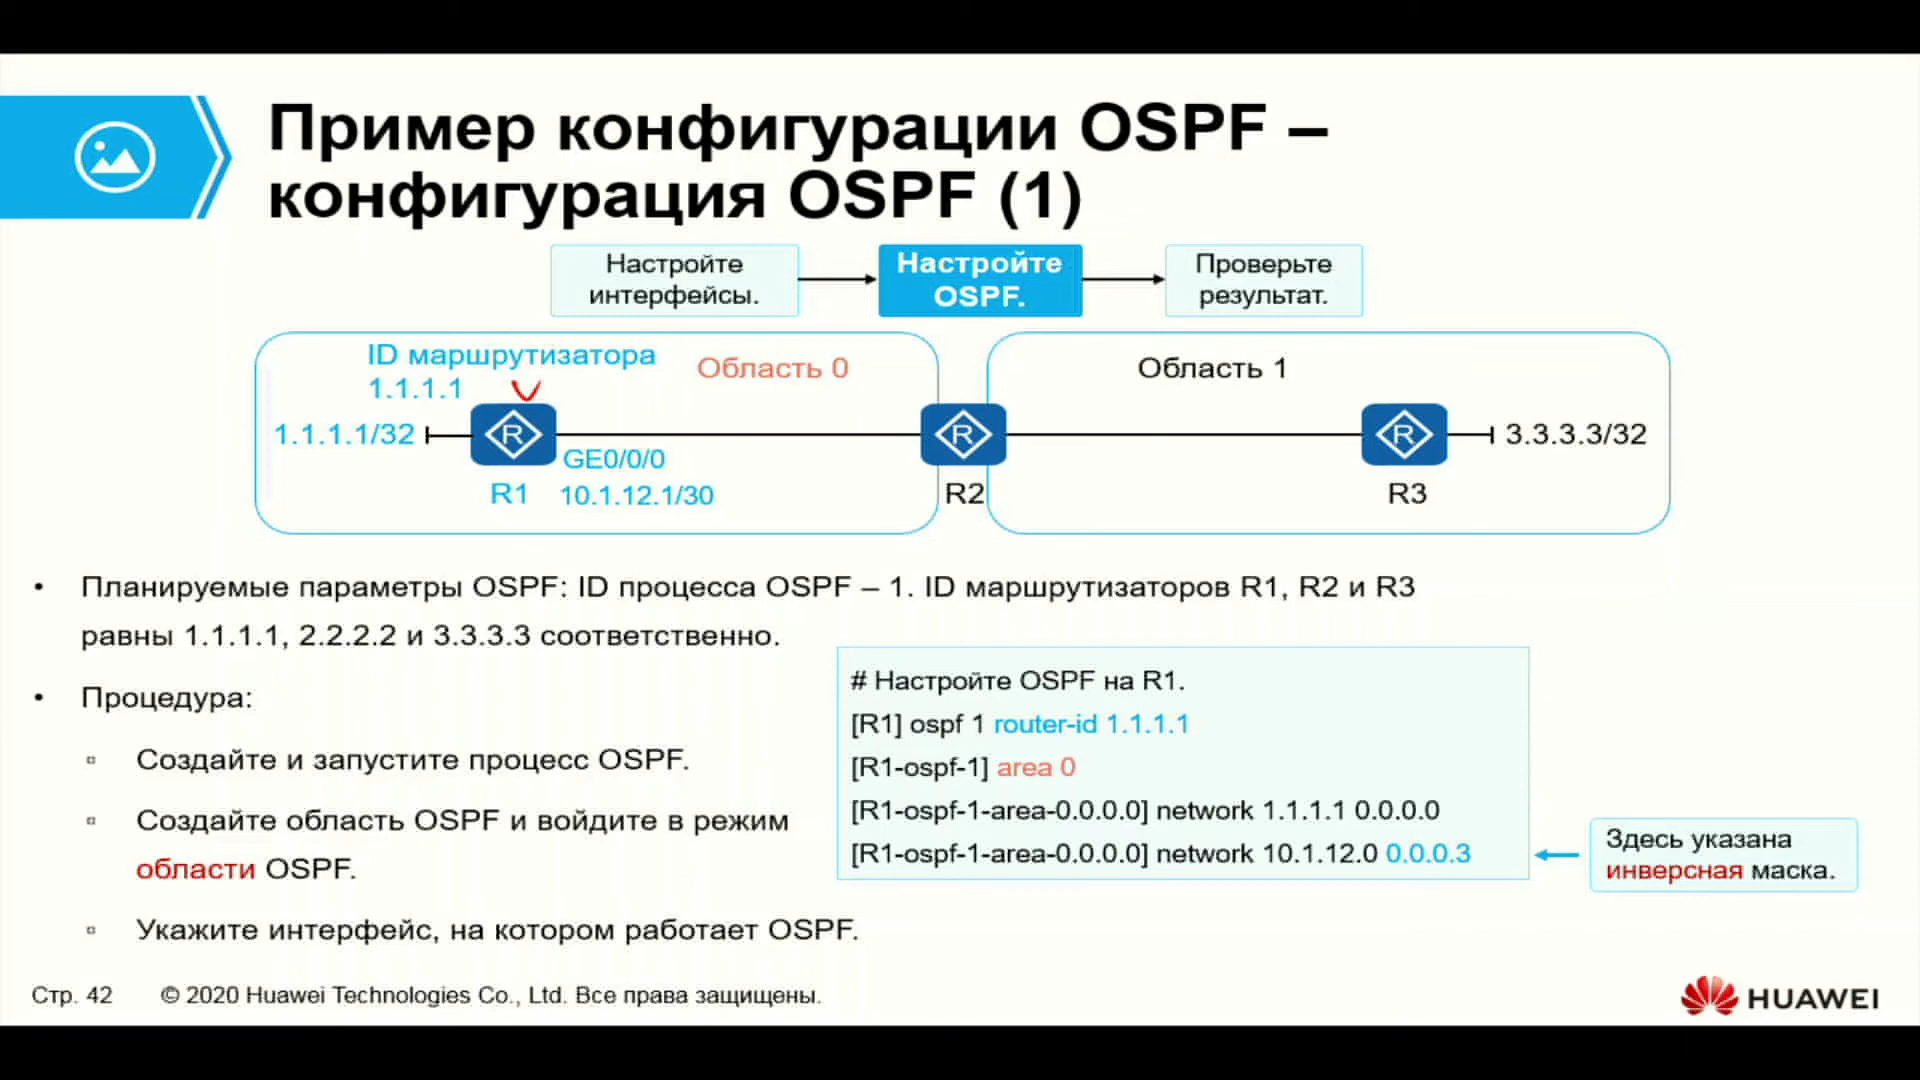 Пример конфигурации OSPF –
конфигурация OSPF (1)
Настройте
интерфейсы.
Настройте
OSPF.
Проверьте
результат.
ID маршрутизатора
1.1.1.1
Область 0
Область 1
1.1.1.1/32
R
R
R
3.3.3.3/32
GE0/0/0
R1
10.1.12.1/30
R2
R3
• Планируемые параметры OSPF: ID процесса OSPF – 1. ID маршрутизаторов R1, R2 и R3
равны 1.1.1.1, 2.2.2.2 и 3.3.3.3 соответственно.
• Процедура:
▫ Создайте и запустите процесс OSPF.
▫ Создайте область OSPF и войдите в режим
области OSPF.
▫ Укажите интерфейс, на котором работает OSPF.
# Настройте OSPF на R1.
[R1] ospf 1 router-id 1.1.1.1
[R1-ospf-1] area 0
[R1-ospf-1-area-0.0.0.0] network 1.1.1.1 0.0.0.0
[R1-ospf-1-area-0.0.0.0] network 10.1.12.0 0.0.0.3
Здесь указана
инверсная маска.
Стр. 42 © 2020 Huawei Technologies Co., Ltd. Все права защищены.
HUAWEI